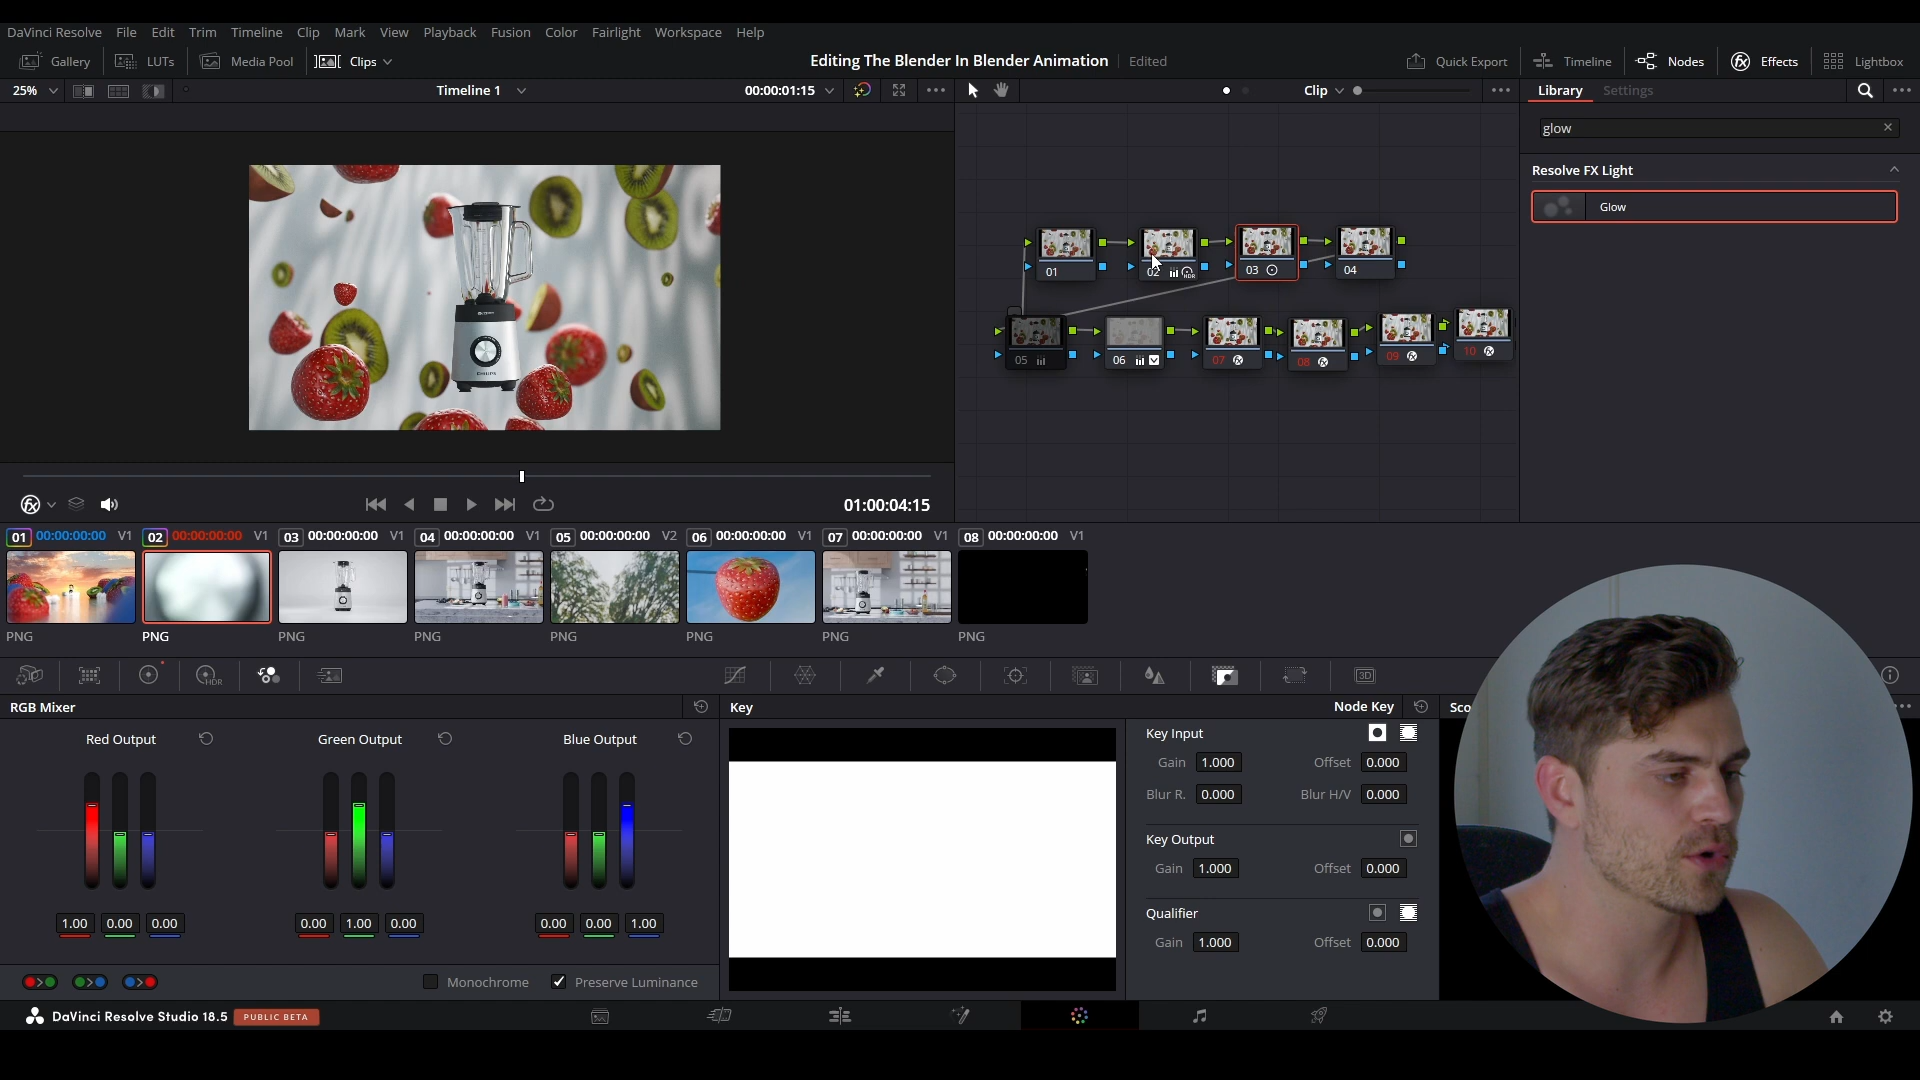 DaVinci Resolve File Edit Trim Timeline Clip Mark View Playback Fusion Color Fairlight Workspace Help
Gallery LUTs Media Pool Clips Editing The Blender In Blender Animation Edited Quick Export Timeline Nodes Effects Lightbox
25% Timeline 1 00:00:01:15 Clip Library Settings
glow
Resolve FX Light
Glow
01 02 HDR 03 04
05 06 07 08 09 10
PHILIPS
01:00:04:15
01 00:00:00:00 V1 02 00:00:00:00 V1 03 00:00:00:00 V1 04 00:00:00:00 V1 05 00:00:00:00 V2 06 00:00:00:00 V1 07 00:00:00:00 V1 08 00:00:00:00 V1
PNG PNG PNG PNG PNG PNG PNG PNG
HDR 3D
RGB Mixer Key Node Key Sco
Red Output Green Output Blue Output
Key Input
Gain 1.000 Offset 0.000
Blur R. 0.000 Blur H/V 0.000
Key Output
Gain 1.000 Offset 0.000
Qualifier
Gain 1.000 Offset 0.000
1.00 0.00 0.00 0.00 1.00 0.00 0.00 0.00 1.00
Monochrome Preserve Luminance
DaVinci Resolve Studio 18.5 PUBLIC BETA